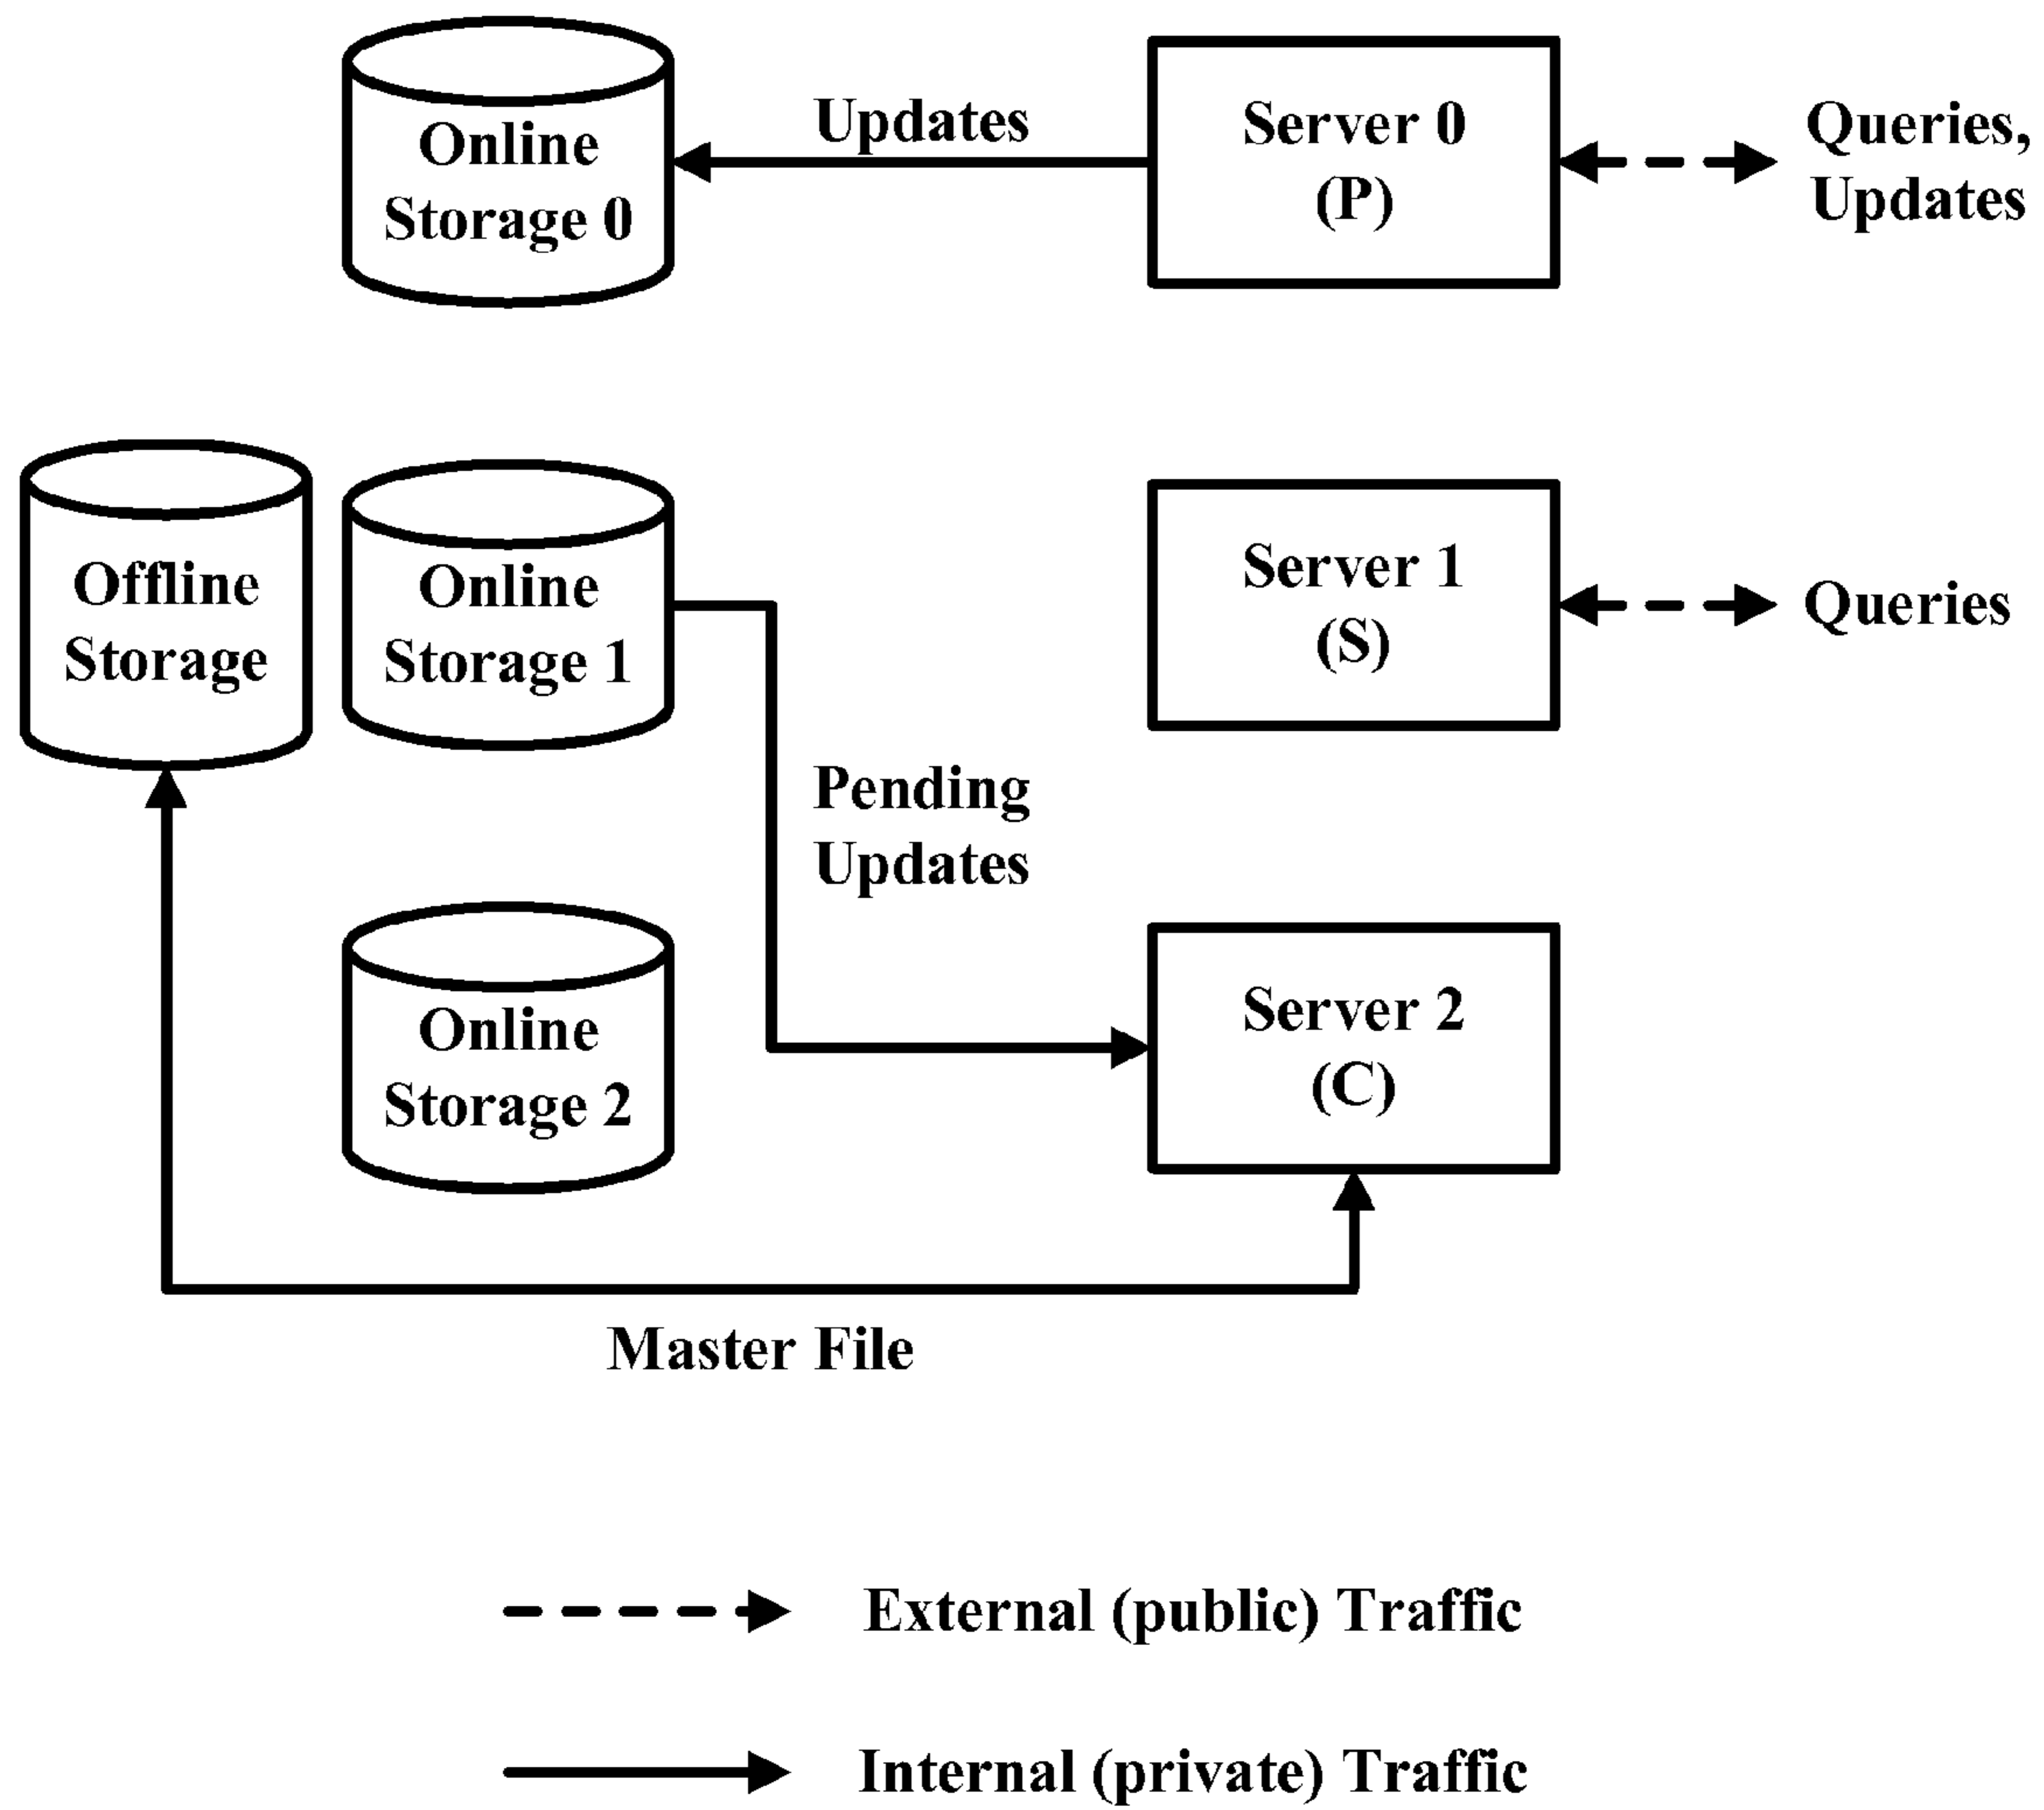 Online
Storage 0
Updates
Server 0
(P)
Queries,
Updates
Offline
Storage
Online
Storage 1
Server 1
(S)
Queries
Pending
Updates
Online
Storage 2
Server 2
(C)
Master File
External (public) Traffic
Internal (private) Traffic